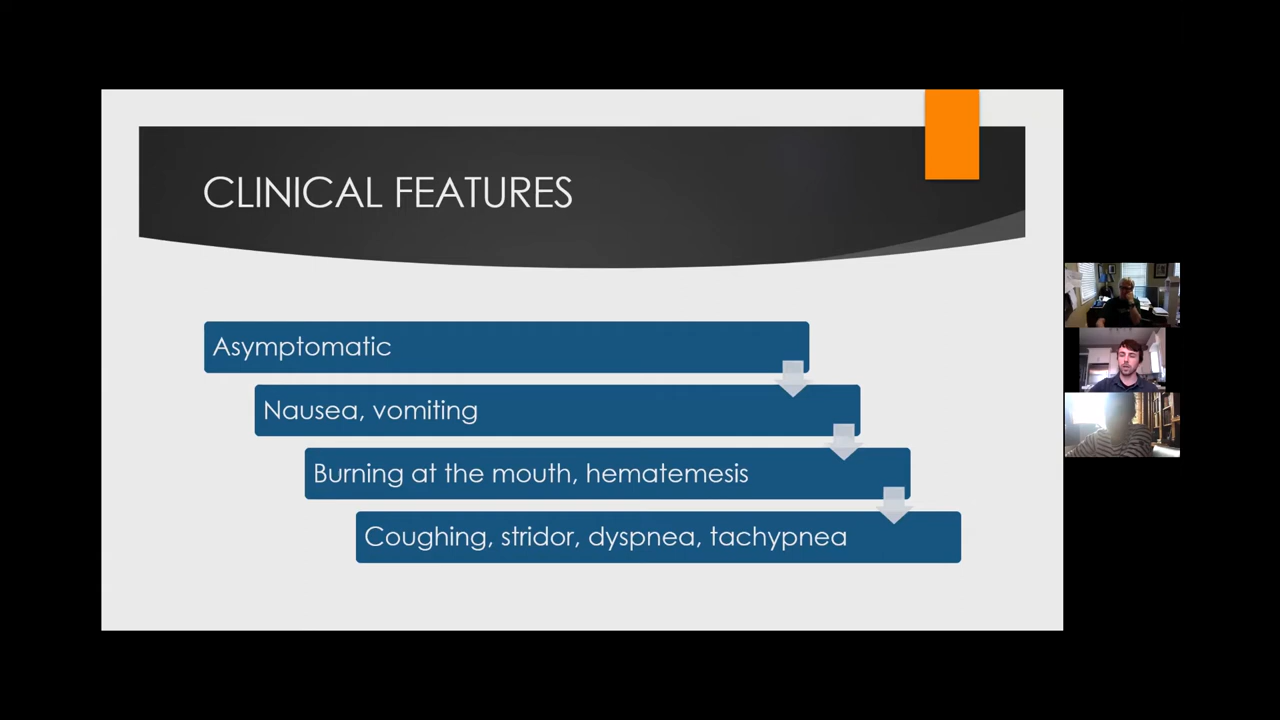 CLINICAL FEATURES
Asymptomatic
Nausea, vomiting
Burning at the mouth, hematemesis
Coughing, stridor, dyspnea, tachypnea